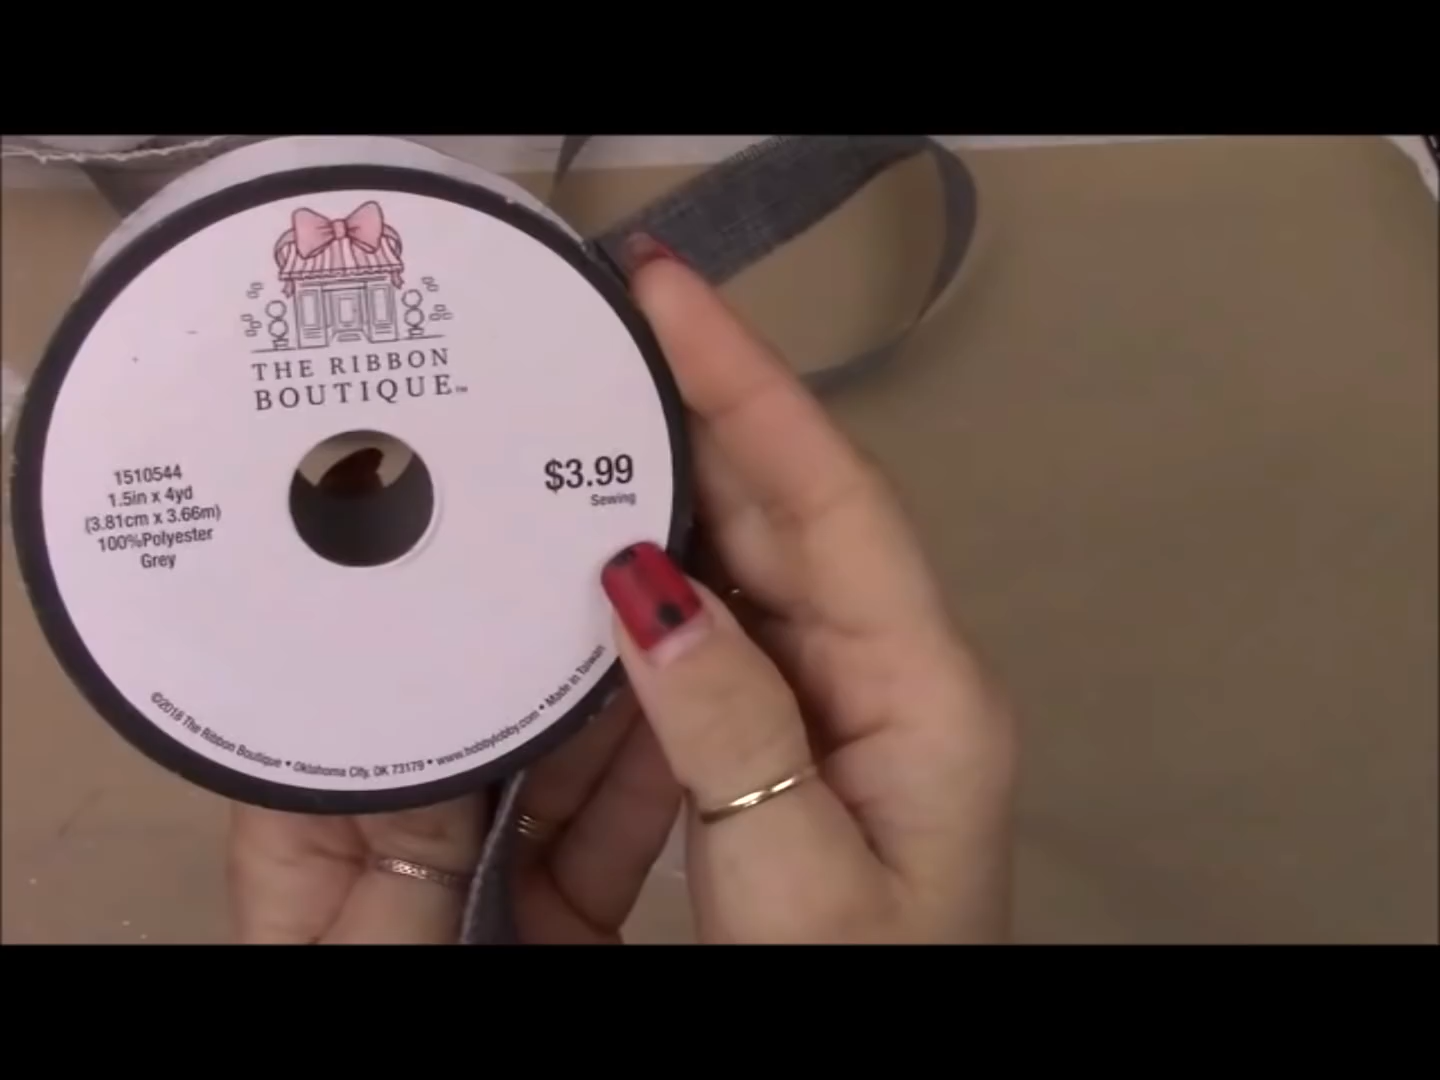 THE RIBBON
BOUTIQUE™
1510544
1.5in x 4yd
(3.81cm x 3.66m)
100%Polyester
Grey
$3.99
Sewing
©2018 The Ribbon Boutique • Oklahoma City, OK 73179 • www.hobbylobby.com • Made in Taiwan